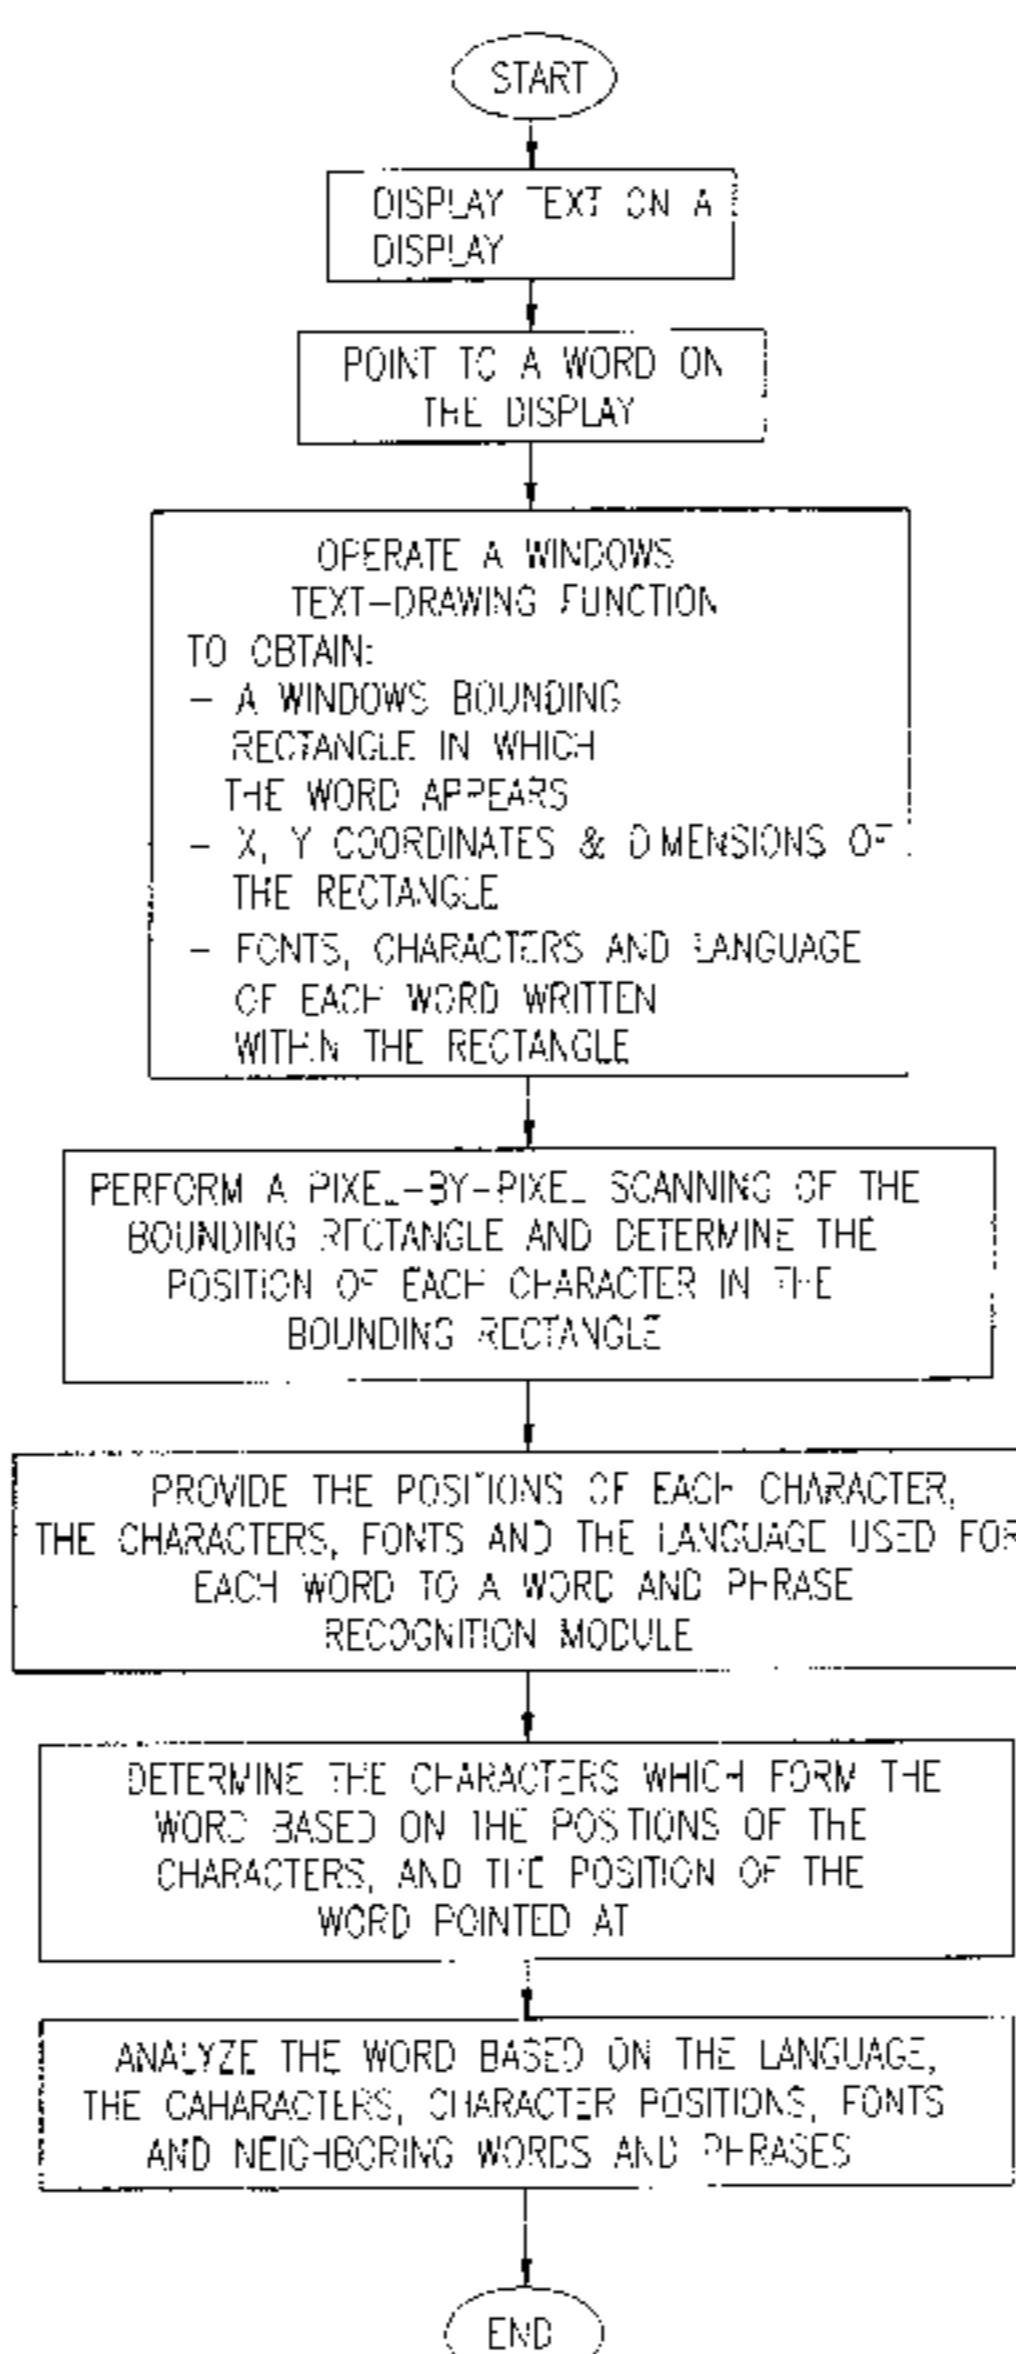 START
DISPLAY TEXT ON A
DISPLAY
POINT TO A WORD ON
THE DISPLAY
OPERATE A WINDOWS
TEXT-DRAWING FUNCTION
TO OBTAIN:
- A WINDOWS BOUNDING
RECTANGLE IN WHICH
THE WORD APPEARS
- X, Y COORDINATES & DIMENSIONS OF
THE RECTANGLE
- FONTS, CHARACTERS AND LANGUAGE
OF EACH WORD WRITTEN
WITHIN THE RECTANGLE
PERFORM A PIXEL-BY-PIXEL SCANNING OF THE
BOUNDING RECTANGLE AND DETERMINE THE
POSITION OF EACH CHARACTER IN THE
BOUNDING RECTANGLE
PROVIDE THE POSITIONS OF EACH CHARACTER,
THE CHARACTERS, FONTS AND THE LANGUAGE USED FOR
EACH WORD TO A WORD AND PHRASE
RECOGNITION MODULE
DETERMINE THE CHARACTERS WHICH FORM THE
WORD BASED ON THE POSITIONS OF THE
CHARACTERS, AND THE POSITION OF THE
WORD POINTED AT
ANALYZE THE WORD BASED ON THE LANGUAGE,
THE CAHARACTERS, CHARACTER POSITIONS, FONTS
AND NEIGHBORING WORDS AND PHRASES
END